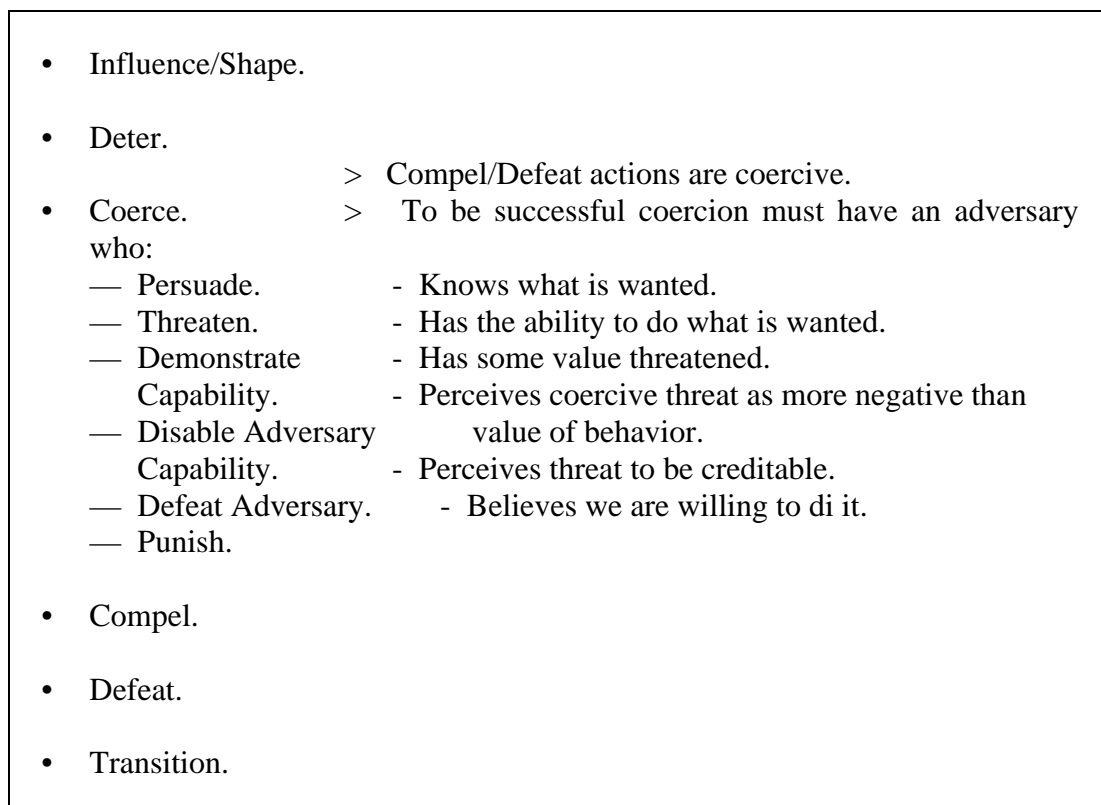 • Influence/Shape.
• Deter.
> Compel/Defeat actions are coercive.
• Coerce. > To be successful coercion must have an adversary
who:
— Persuade. - Knows what is wanted.
— Threaten. - Has the ability to do what is wanted.
— Demonstrate - Has some value threatened.
Capability. - Perceives coercive threat as more negative than
— Disable Adversary value of behavior.
Capability. - Perceives threat to be creditable.
— Defeat Adversary. - Believes we are willing to di it.
— Punish.
• Compel.
• Defeat.
• Transition.